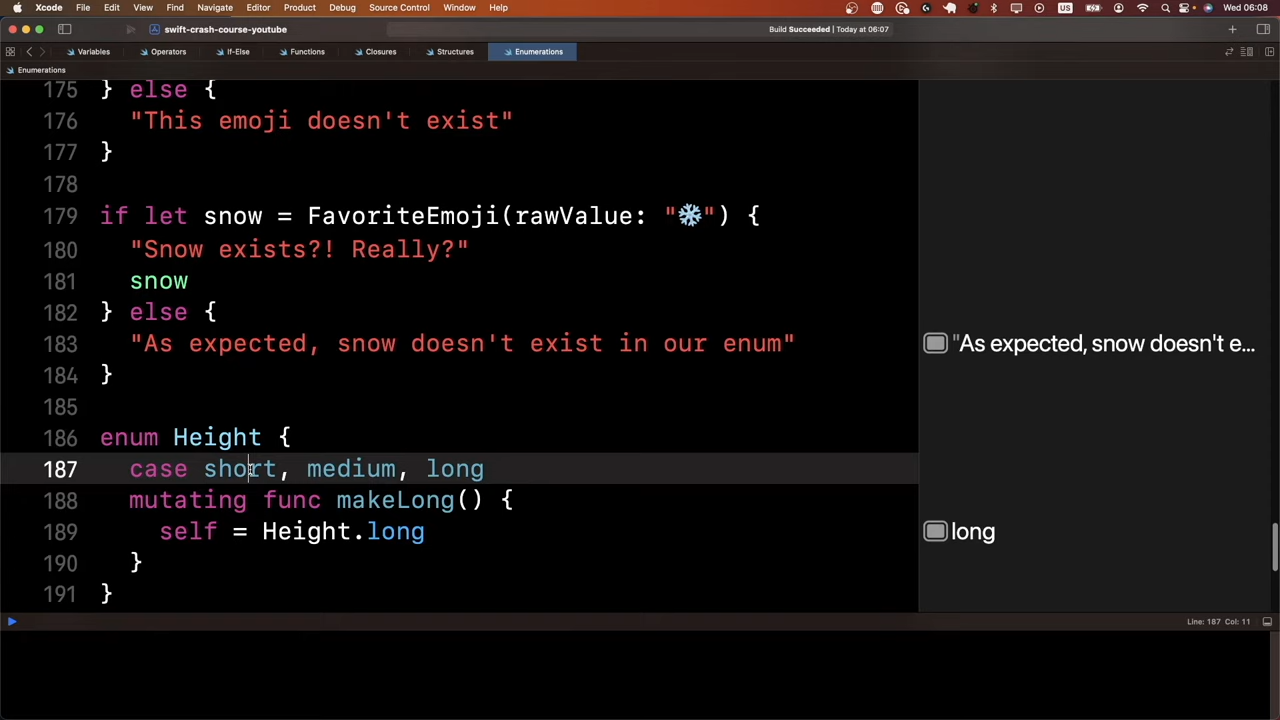 Xcode File Edit View Find Navigate Editor Product Debug Source Control Window Help Wed 06:08
swift-crash-course-youtube Build Succeeded | Today at 06:07
Variables Operators If-Else Functions Closures Structures Enumerations
Enumerations
175 } else {
176 "This emoji doesn't exist"
177 }
178
179 if let snow = FavoriteEmoji(rawValue: "❄️") {
180 "Snow exists?! Really?"
181 snow
182 } else {
183 "As expected, snow doesn't exist in our enum" "As expected, snow doesn't e...
184 }
185
186 enum Height {
187 case short, medium, long
188 mutating func makeLong() {
189 self = Height.long long
190 }
191 }
Line: 187 Col: 11